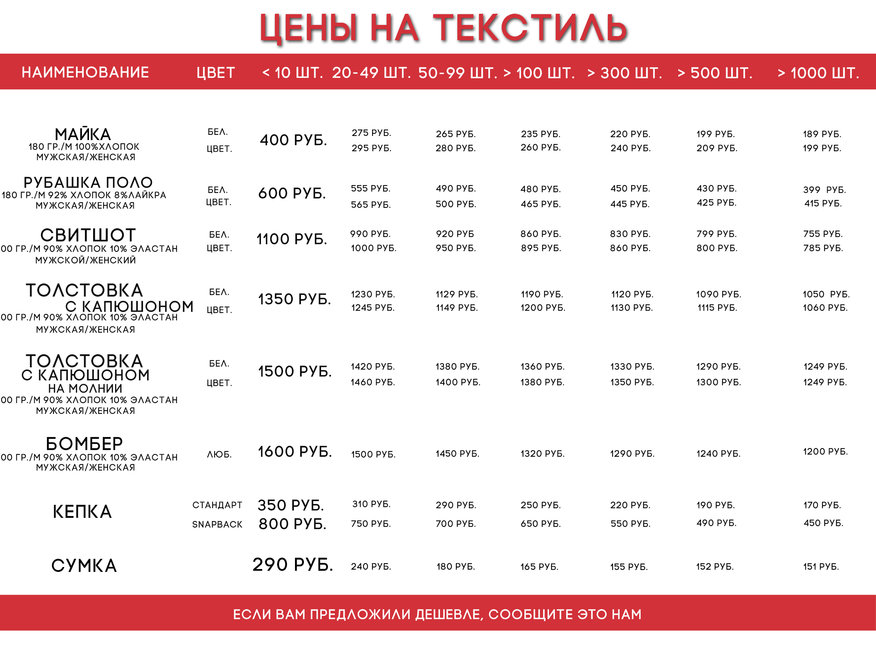 ЦЕНЫ НА ТЕКСТИЛЬ
НАИМЕНОВАНИЕ ЦВЕТ < 10 ШТ. 20-49 ШТ. 50-99 ШТ. > 100 ШТ. > 300 ШТ. > 500 ШТ. > 1000 ШТ.
МАЙКА
180 ГР./М 100%ХЛОПОК
МУЖСКАЯ/ЖЕНСКАЯ
400 РУБ.
БЕЛ. 275 РУБ. 265 РУБ. 235 РУБ. 220 РУБ. 199 РУБ. 189 РУБ.
ЦВЕТ. 295 РУБ. 280 РУБ. 260 РУБ. 240 РУБ. 209 РУБ. 199 РУБ.
РУБАШКА ПОЛО
180 ГР./М 92% ХЛОПОК 8%ЛАЙКРА
МУЖСКАЯ/ЖЕНСКАЯ
600 РУБ.
БЕЛ. 555 РУБ. 490 РУБ. 480 РУБ. 450 РУБ. 430 РУБ. 399 РУБ.
ЦВЕТ. 565 РУБ. 500 РУБ. 465 РУБ. 445 РУБ. 425 РУБ. 415 РУБ.
СВИТШОТ
00 ГР./М 90% ХЛОПОК 10% ЭЛАСТАН
МУЖСКОЙ/ЖЕНСКИЙ
1100 РУБ.
БЕЛ. 990 РУБ. 920 РУБ 860 РУБ. 830 РУБ. 799 РУБ. 755 РУБ.
ЦВЕТ. 1000 РУБ. 950 РУБ. 895 РУБ. 860 РУБ. 800 РУБ. 785 РУБ.
ТОЛСТОВКА
С КАПЮШОНОМ
00 ГР./М 90% ХЛОПОК 10% ЭЛАСТАН
МУЖСКАЯ/ЖЕНСКАЯ
1350 РУБ.
БЕЛ. 1230 РУБ. 1129 РУБ. 1190 РУБ. 1120 РУБ. 1090 РУБ. 1050 РУБ.
ЦВЕТ. 1245 РУБ. 1149 РУБ. 1200 РУБ. 1130 РУБ. 1115 РУБ. 1060 РУБ.
ТОЛСТОВКА
С КАПЮШОНОМ
НА МОЛНИИ
00 ГР./М 90% ХЛОПОК 10% ЭЛАСТАН
МУЖСКАЯ/ЖЕНСКАЯ
1500 РУБ.
БЕЛ. 1420 РУБ. 1380 РУБ. 1360 РУБ. 1330 РУБ. 1290 РУБ. 1249 РУБ.
ЦВЕТ. 1460 РУБ. 1400 РУБ. 1380 РУБ. 1350 РУБ. 1300 РУБ. 1249 РУБ.
БОМБЕР
00 ГР./М 90% ХЛОПОК 10% ЭЛАСТАН
МУЖСКАЯ/ЖЕНСКАЯ
ЛЮБ. 1600 РУБ. 1500 РУБ. 1450 РУБ. 1320 РУБ. 1290 РУБ. 1240 РУБ. 1200 РУБ.
КЕПКА
СТАНДАРТ 350 РУБ. 310 РУБ. 290 РУБ. 250 РУБ. 220 РУБ. 190 РУБ. 170 РУБ.
SNAPBACK 800 РУБ. 750 РУБ. 700 РУБ. 650 РУБ. 550 РУБ. 490 РУБ. 450 РУБ.
СУМКА 290 РУБ. 240 РУБ. 180 РУБ. 165 РУБ. 155 РУБ. 152 РУБ. 151 РУБ.
ЕСЛИ ВАМ ПРЕДЛОЖИЛИ ДЕШЕВЛЕ, СООБЩИТЕ ЭТО НАМ